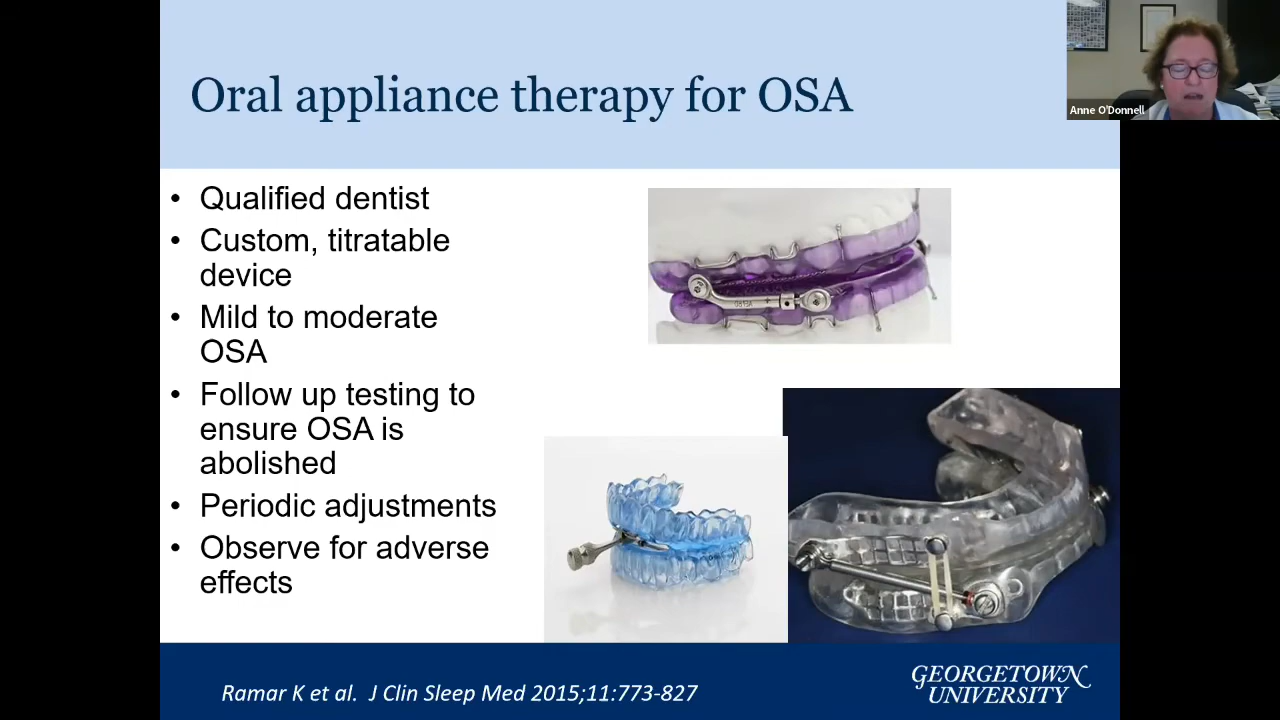 Oral appliance therapy for OSA
Anne O'Donnell
• Qualified dentist
• Custom, titratable
device
• Mild to moderate
OSA
• Follow up testing to
ensure OSA is
abolished
• Periodic adjustments
• Observe for adverse
effects
Ramar K et al. J Clin Sleep Med 2015;11:773-827
GEORGETOWN
UNIVERSITY